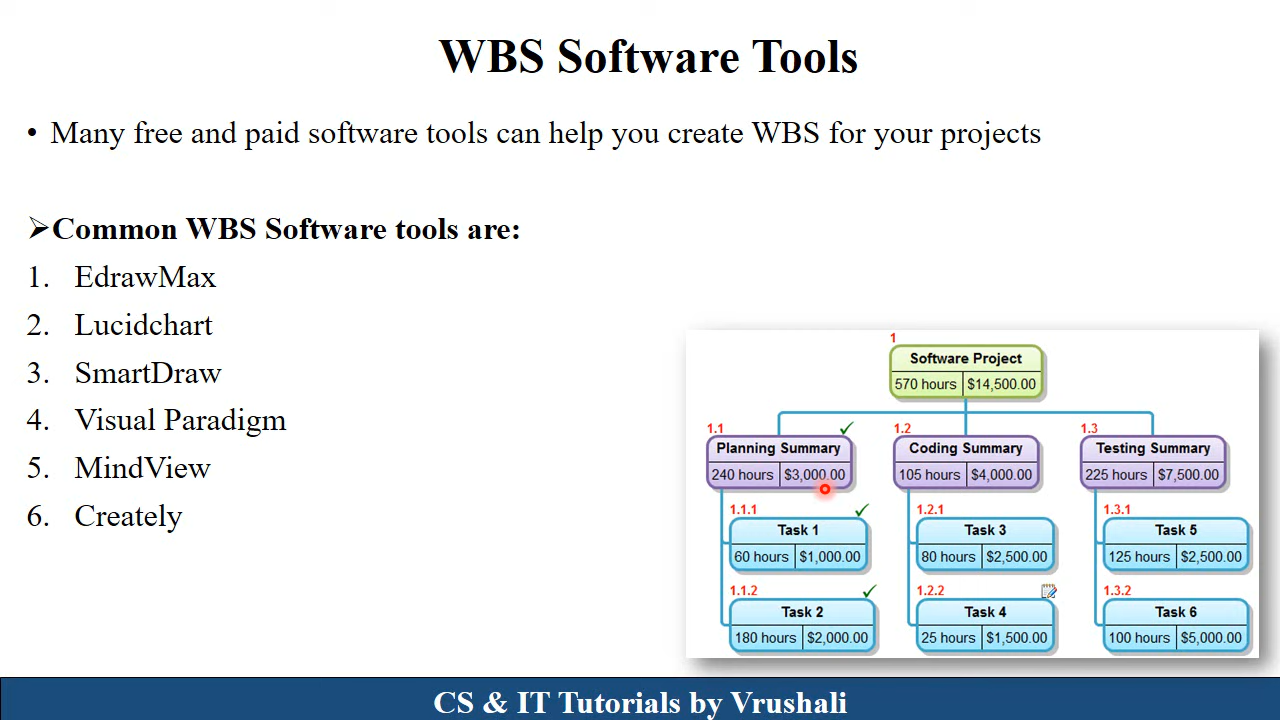 WBS Software Tools
• Many free and paid software tools can help you create WBS for your projects
➢Common WBS Software tools are:
1. EdrawMax
2. Lucidchart
3. SmartDraw
4. Visual Paradigm
5. MindView
6. Creately
1
Software Project
570 hours $14,500.00
1.1
Planning Summary
240 hours $3,000.00
1.1.1
Task 1
60 hours $1,000.00
1.1.2
Task 2
180 hours $2,000.00
1.2
Coding Summary
105 hours $4,000.00
1.2.1
Task 3
80 hours $2,500.00
1.2.2
Task 4
25 hours $1,500.00
1.3
Testing Summary
225 hours $7,500.00
1.3.1
Task 5
125 hours $2,500.00
1.3.2
Task 6
100 hours $5,000.00
CS & IT Tutorials by Vrushali